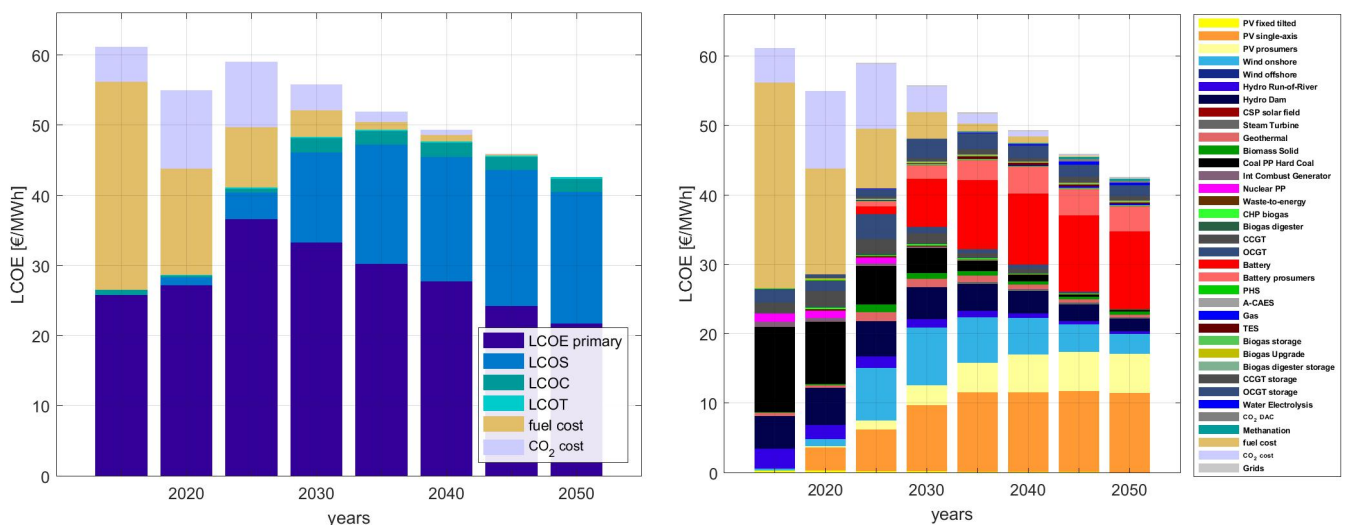 60
50
40
30
20
10
0
LCOE [€/MWh]
2020
2030
2040
2050
years
LCOE primary
LCOS
LCOC
LCOT
fuel cost
CO₂ cost
60
50
40
30
20
10
0
LCOE [€/MWh]
2020
2030
2040
2050
years
PV fixed tilted
PV single-axis
PV prosumers
Wind onshore
Wind offshore
Hydro Run-of-River
Hydro Dam
CSP solar field
Steam Turbine
Geothermal
Biomass Solid
Coal PP Hard Coal
Int Combust Generator
Nuclear PP
Waste-to-energy
CHP biogas
Biogas digester
CCGT
OCGT
Battery
Battery prosumers
PHS
A-CAES
Gas
TES
Biogas storage
Biogas Upgrade
Biogas digester storage
CCGT storage
OCGT storage
Water Electrolysis
CO₂ DAC
Methanation
fuel cost
CO₂ cost
Grids